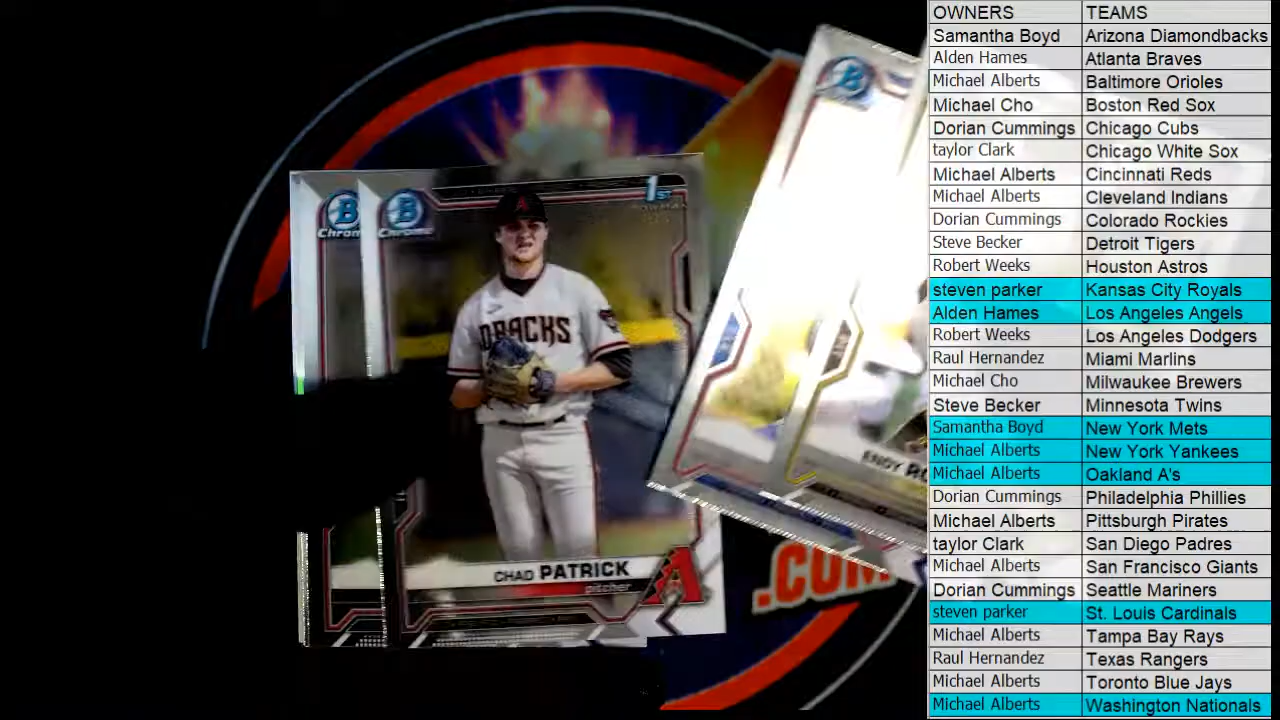 OWNERS TEAMS
Samantha Boyd Arizona Diamondbacks
Alden Hames Atlanta Braves
Michael Alberts Baltimore Orioles
Michael Cho Boston Red Sox
Dorian Cummings Chicago Cubs
taylor Clark Chicago White Sox
Michael Alberts Cincinnati Reds
Michael Alberts Cleveland Indians
Dorian Cummings Colorado Rockies
Steve Becker Detroit Tigers
Robert Weeks Houston Astros
steven parker Kansas City Royals
Alden Hames Los Angeles Angels
Robert Weeks Los Angeles Dodgers
Raul Hernandez Miami Marlins
Michael Cho Milwaukee Brewers
Steve Becker Minnesota Twins
Samantha Boyd New York Mets
Michael Alberts New York Yankees
Michael Alberts Oakland A's
Dorian Cummings Philadelphia Phillies
Michael Alberts Pittsburgh Pirates
taylor Clark San Diego Padres
Michael Alberts San Francisco Giants
Dorian Cummings Seattle Mariners
steven parker St. Louis Cardinals
Michael Alberts Tampa Bay Rays
Raul Hernandez Texas Rangers
Michael Alberts Toronto Blue Jays
Michael Alberts Washington Nationals
B
Chrom
B
Chrome
1ST
BOWMAN
A
DBACKS
CHAD PATRICK
pitcher
A
B
ENDY
.COM